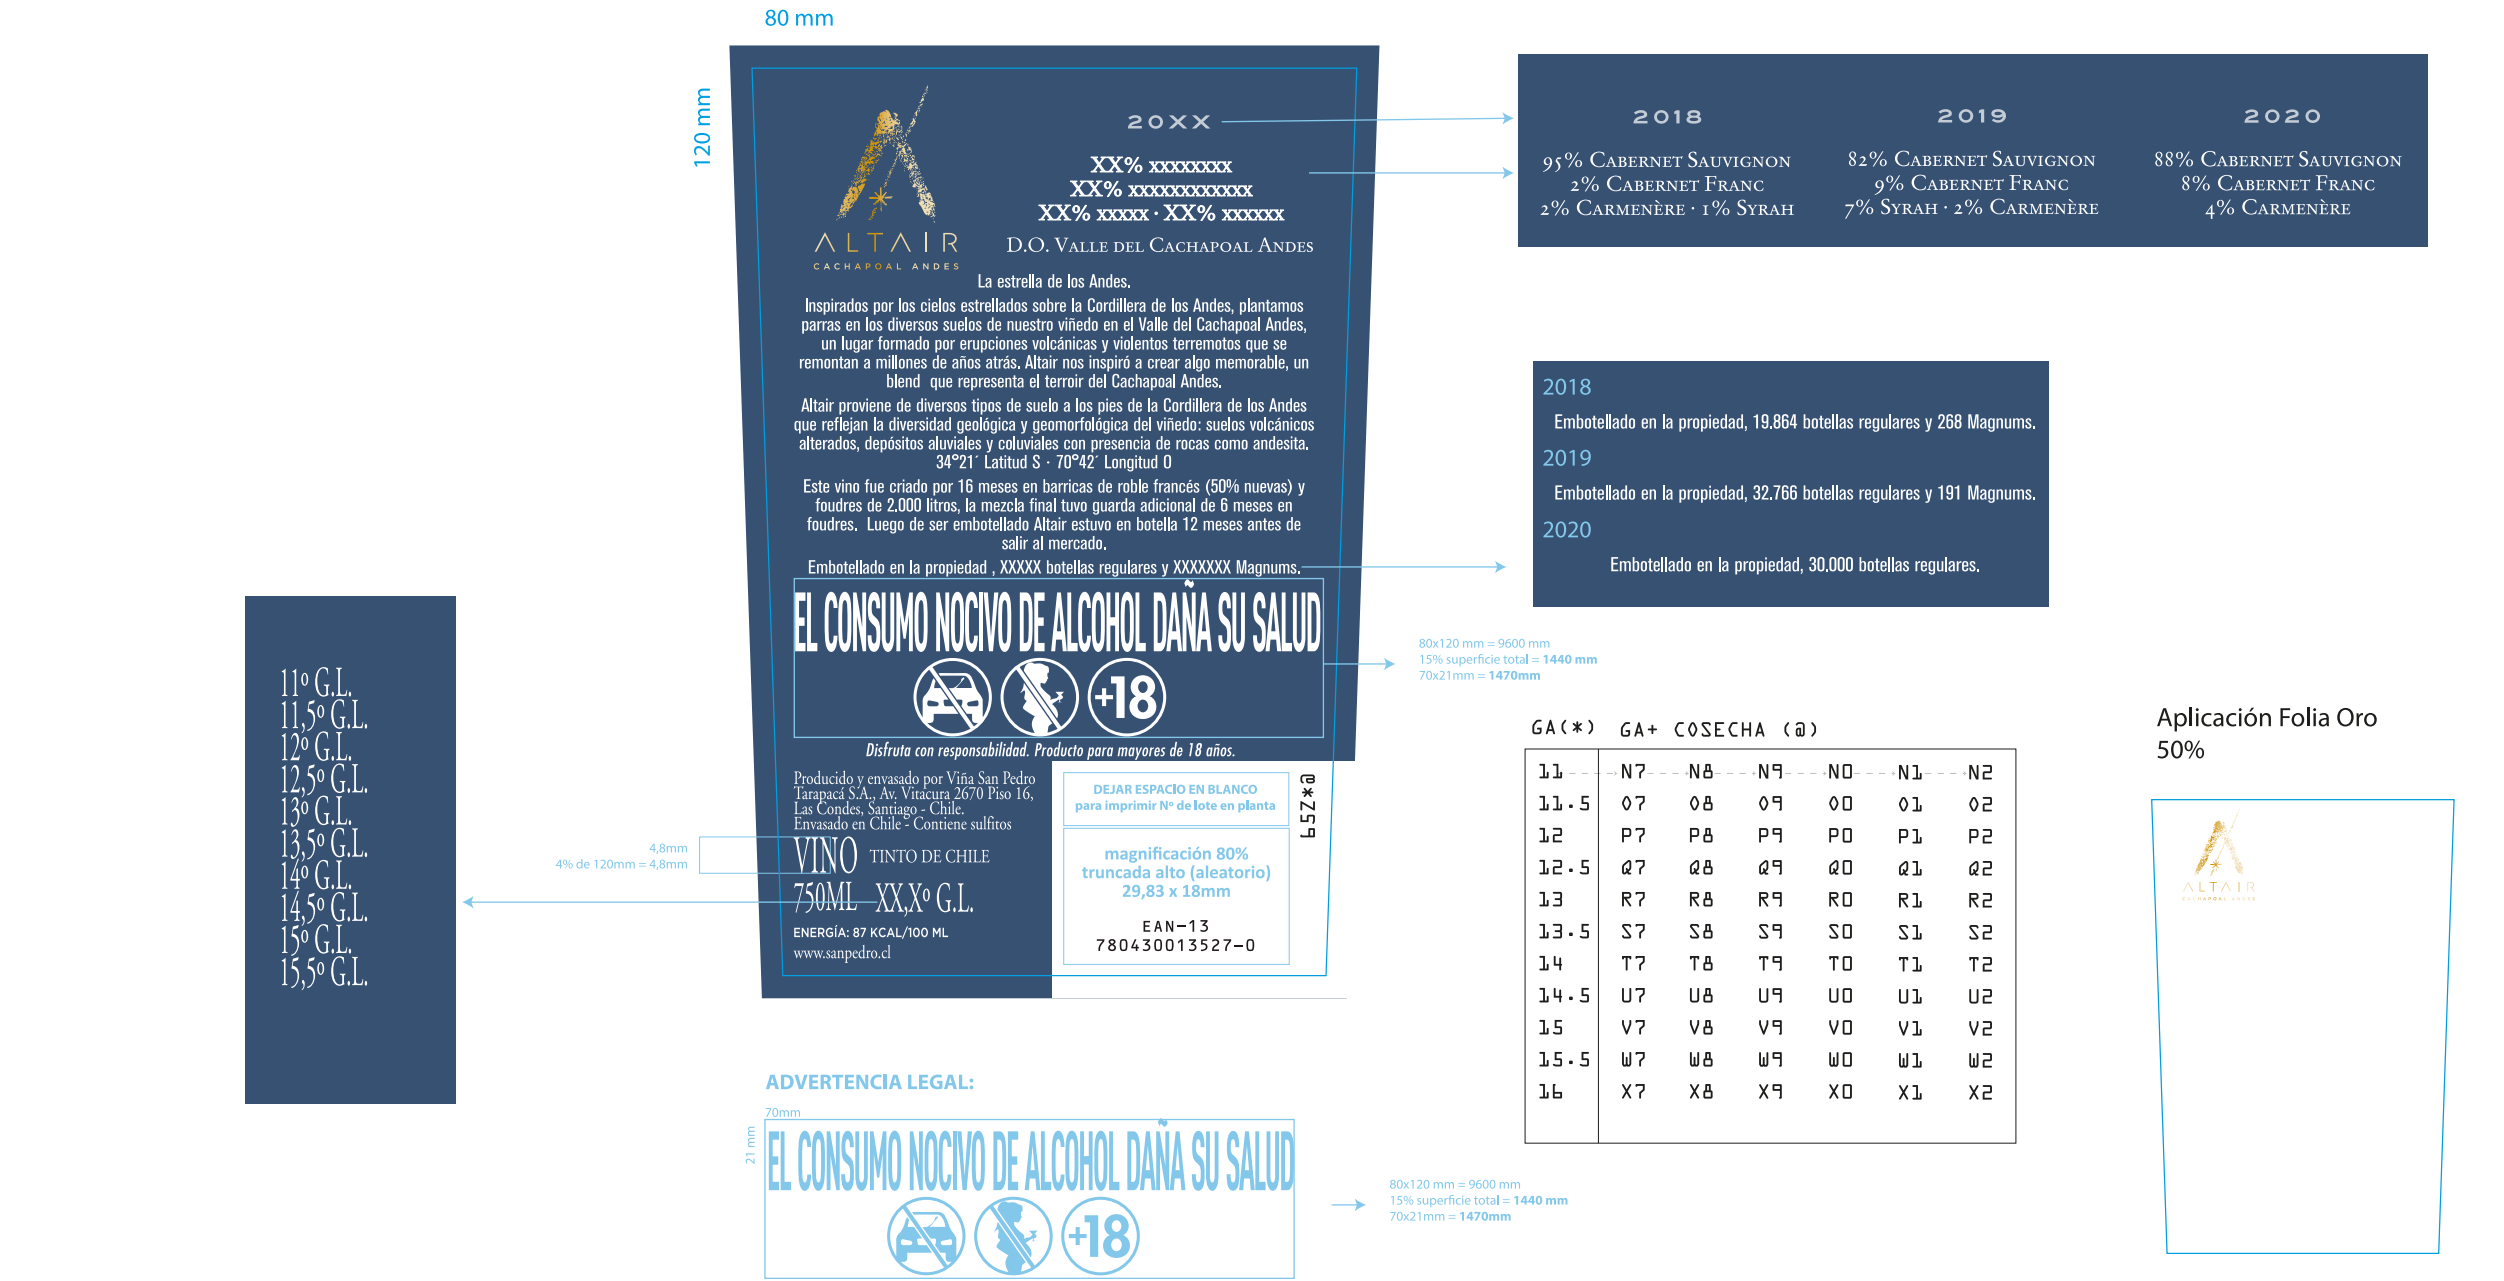 80 mm
120 mm
ALTAIR
CACHAPOAL ANDES
20XX
XX% xxxxxxxx
XX% xxxxxxxxxxxx
XX% xxxxx · XX% xxxxxx
D.O. Valle del Cachapoal Andes
La estrella de los Andes.
Inspirados por los cielos estrellados sobre la Cordillera de los Andes, plantamos
parras en los diversos suelos de nuestro viñedo en el Valle del Cachapoal Andes,
un lugar formado por erupciones volcánicas y violentos terremotos que se
remontan a millones de años atrás. Altair nos inspiró a crear algo memorable, un
blend  que representa el terroir del Cachapoal Andes.
Altair proviene de diversos tipos de suelo a los pies de la Cordillera de los Andes
que reflejan la diversidad geológica y geomorfológica del viñedo: suelos volcánicos
alterados, depósitos aluviales y coluviales con presencia de rocas como andesita.
34°21´ Latitud S · 70°42´ Longitud O
Este vino fue criado por 16 meses en barricas de roble francés (50% nuevas) y
foudres de 2.000 litros, la mezcla final tuvo guarda adicional de 6 meses en
foudres.  Luego de ser embotellado Altair estuvo en botella 12 meses antes de
salir al mercado.
Embotellado en la propiedad , XXXXX botellas regulares y XXXXXXX Magnums.
EL CONSUMO NOCIVO DE ALCOHOL DAÑA SU SALUD
+18
Disfruta con responsabilidad. Producto para mayores de 18 años.
Producido y envasado por Viña San Pedro
Tarapacá S.A., Av. Vitacura 2670 Piso 16,
Las Condes, Santiago - Chile.
Envasado en Chile - Contiene sulfitos
VINO TINTO DE CHILE
750ML XX,Xº G.L.
ENERGÍA: 87 KCAL/100 ML
www.sanpedro.cl
DEJAR ESPACIO EN BLANCO
para imprimir Nº de lote en planta
magnificación 80%
truncada alto (aleatorio)
29,83 x 18mm
EAN-13
780430013527-0
65Z*@
4,8mm
4% de 120mm = 4,8mm
11º G.L.
11,5º G.L.
12º G.L.
12,5º G.L.
13º G.L.
13,5º G.L.
14º G.L.
14,5º G.L.
15º G.L.
15,5º G.L.
2018
95% Cabernet Sauvignon
2% Cabernet Franc
2% Carmenère · 1% Syrah
2019
82% Cabernet Sauvignon
9% Cabernet Franc
7% Syrah · 2% Carmenère
2020
88% Cabernet Sauvignon
8% Cabernet Franc
4% Carmenère
2018
Embotellado en la propiedad, 19.864 botellas regulares y 268 Magnums.
2019
Embotellado en la propiedad, 32.766 botellas regulares y 191 Magnums.
2020
Embotellado en la propiedad, 30.000 botellas regulares.
80x120 mm = 9600 mm
15% superficie total = 1440 mm
70x21mm = 1470mm
GA(*) GA+ COSECHA (@)
11 N7 N8 N9 N0 N1 N2
11.5 O7 O8 O9 O0 O1 O2
12 P7 P8 P9 P0 P1 P2
12.5 Q7 Q8 Q9 Q0 Q1 Q2
13 R7 R8 R9 R0 R1 R2
13.5 S7 S8 S9 S0 S1 S2
14 T7 T8 T9 T0 T1 T2
14.5 U7 U8 U9 U0 U1 U2
15 V7 V8 V9 V0 V1 V2
15.5 W7 W8 W9 W0 W1 W2
16 X7 X8 X9 X0 X1 X2
Aplicación Folia Oro
50%
ALTAIR
CACHAPOAL ANDES
ADVERTENCIA LEGAL:
70mm
21 mm
EL CONSUMO NOCIVO DE ALCOHOL DAÑA SU SALUD
+18
80x120 mm = 9600 mm
15% superficie total = 1440 mm
70x21mm = 1470mm